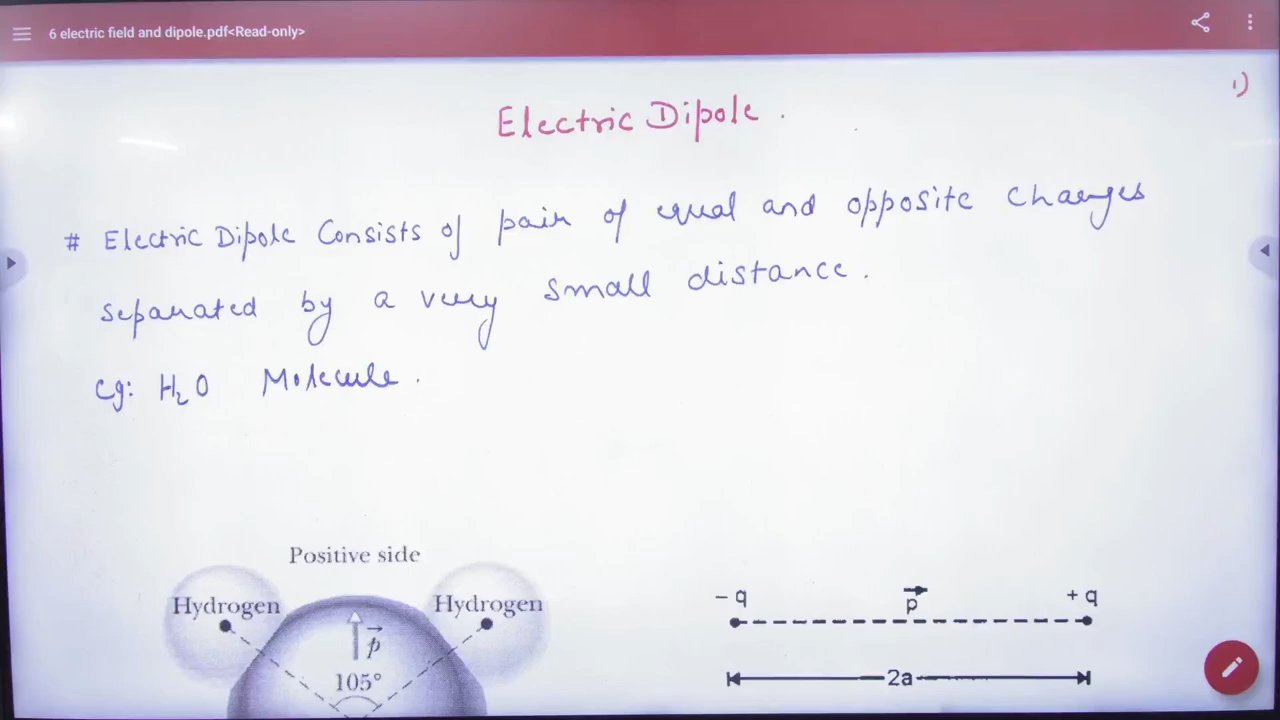 6 electric field and dipole.pdf<Read-only>
1)
Electric Dipole.
# Electric Dipole Consists of pair of equal and opposite Charges
separated by a very small distance.
eg: H₂O Molecule.
Positive side
Hydrogen Hydrogen
p
105°
- q p + q
2a